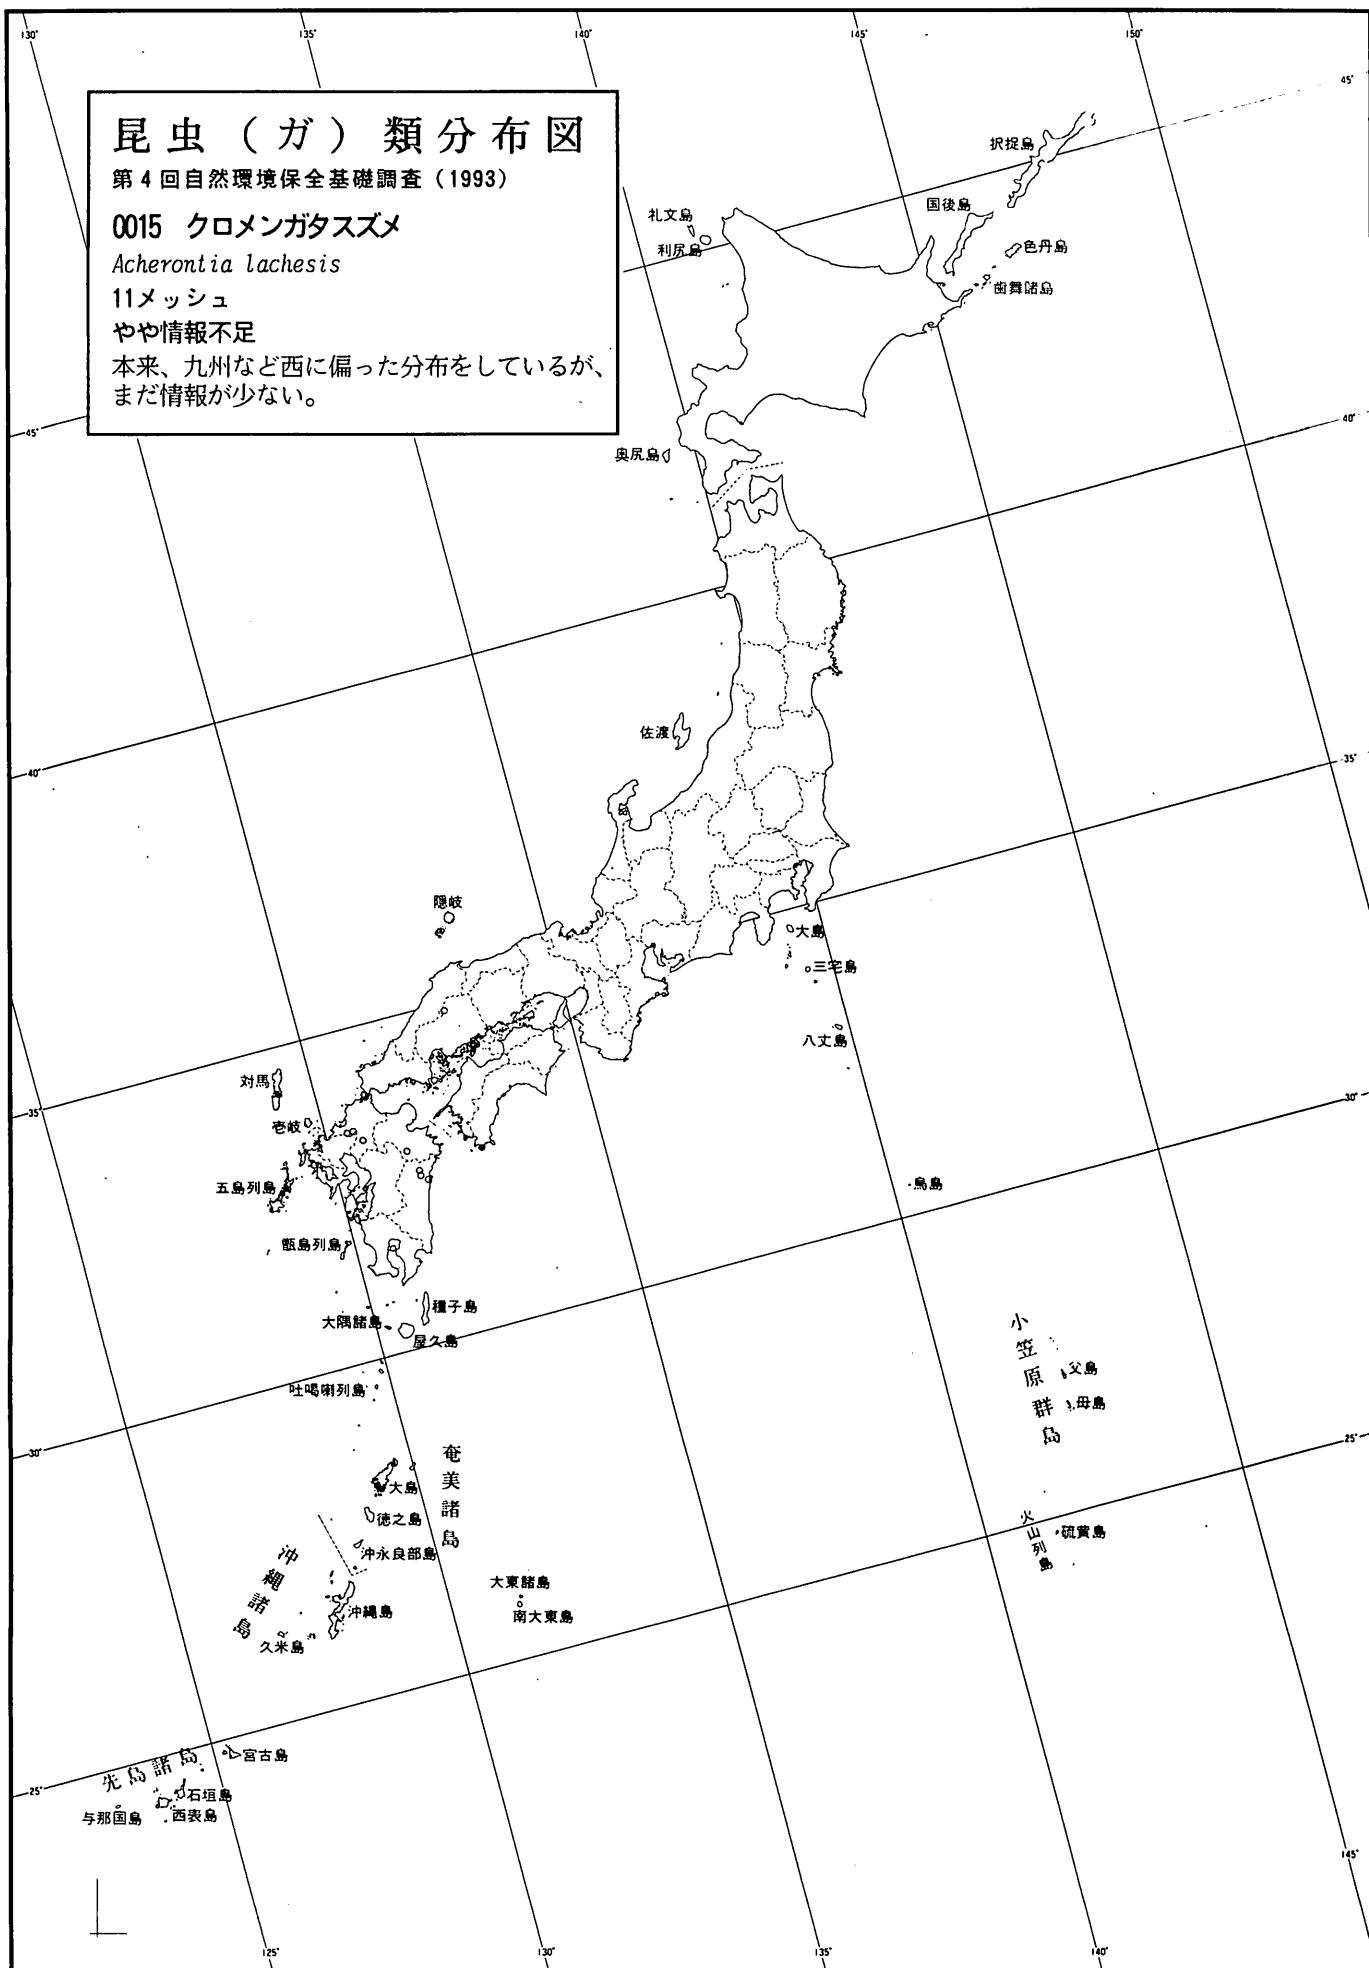 130°
135°
140°
145°
150°
45°
昆虫（ガ）類分布図
第4回自然環境保全基礎調査（1993）
0015 クロメンガタスズメ
Acherontia lachesis
11メッシュ
やや情報不足
本来、九州など西に偏った分布をしているが、
まだ情報が少ない。
択捉島
国後島
色丹島
歯舞諸島
礼文島
利尻島
奥尻島
45°
40°
佐渡
40°
35°
隠岐
大島
三宅島
八丈島
対馬
壱岐
35°
30°
五島列島
鳥島
甑島列島
種子島
大隅諸島
屋久島
吐喝喇列島
小笠原群島
父島
母島
30°
25°
奄美諸島
大島
徳之島
沖永良部島
火山列島
硫黄島
沖縄諸島
沖縄島
久米島
大東諸島
南大東島
先島諸島
宮古島
石垣島
西表島
与那国島
25°
145°
125°
130°
135°
140°